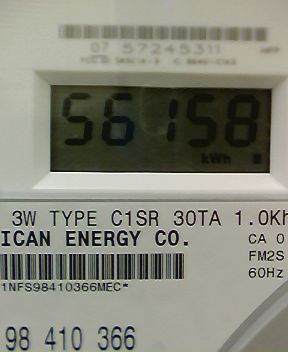 07 57245311
56158
kWh
3W TYPE C1SR 30TA 1.0Kh
ICAN ENERGY CO.
CA 0
FM2S
60Hz
1NFS98410366MEC*
98 410 366